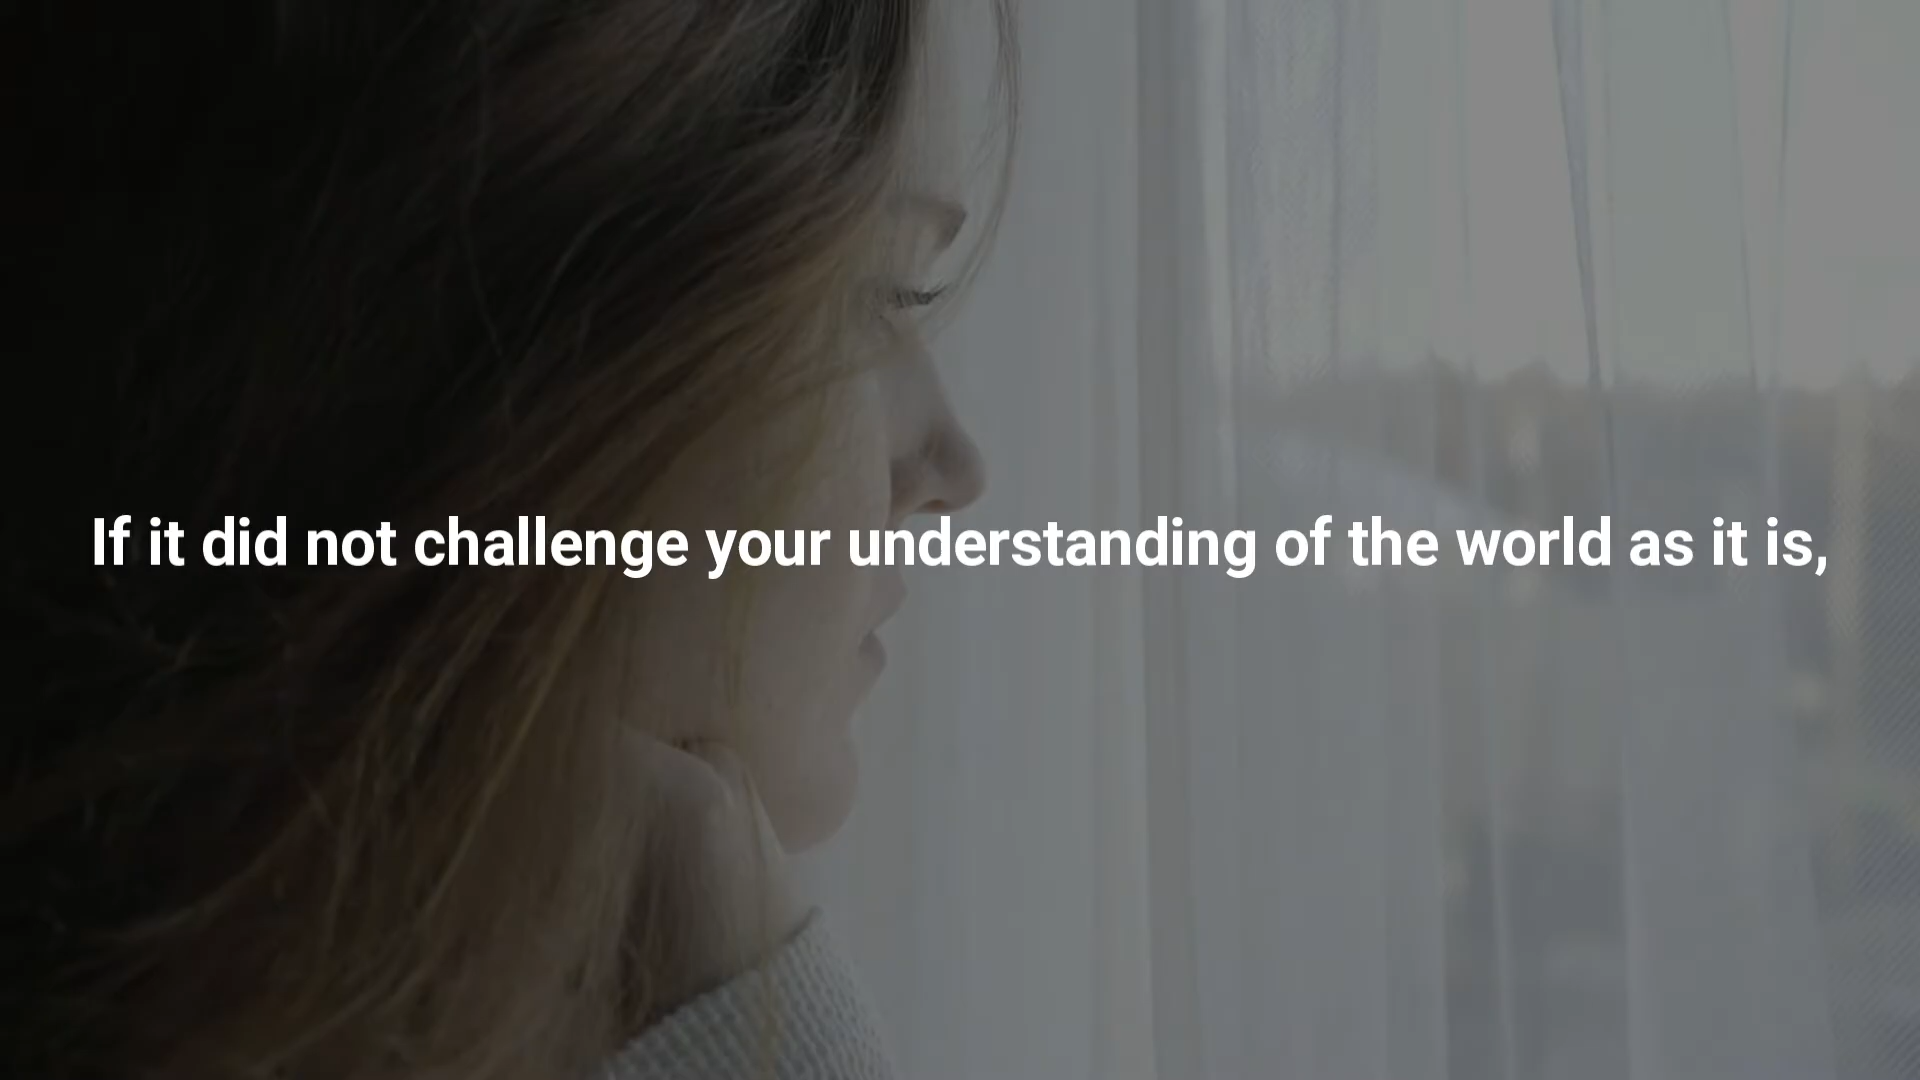 If it did not challenge your understanding of the world as it is,